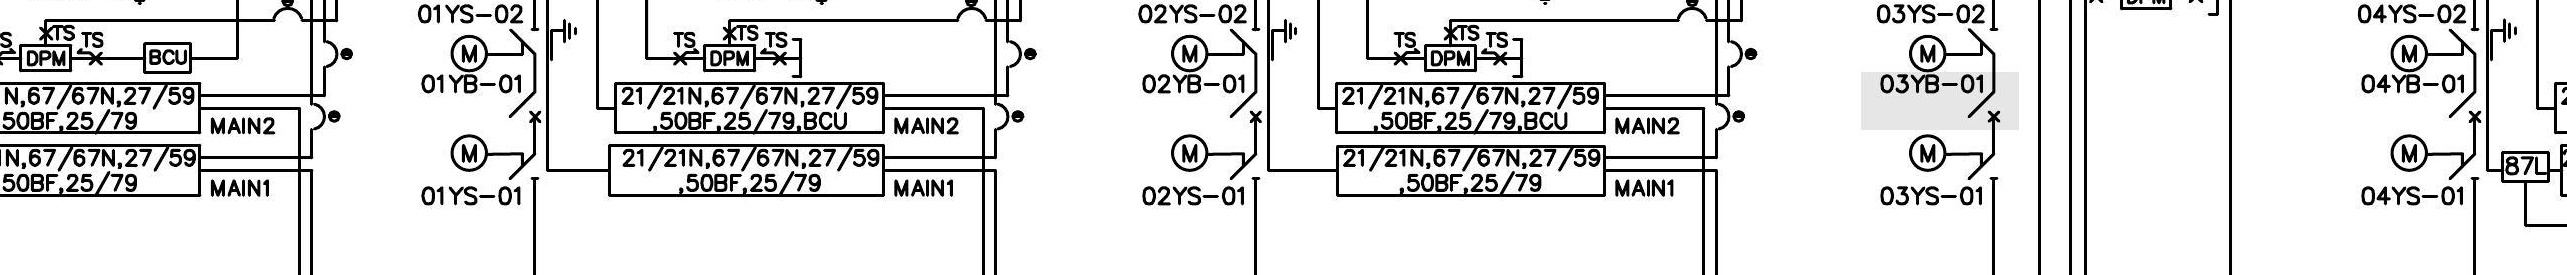 01YS-02
02YS-02
03YS-02
DPM
04YS-02
TS
TS
DPM
BCU
M
01YB-01
TS
TS
TS
DPM
M
02YB-01
TS
TS
TS
DPM
M
03YB-01
M
04YB-01
N,67/67N,27/59
50BF,25/79
MAIN2
21/21N,67/67N,27/59
,50BF,25/79,BCU
MAIN2
21/21N,67/67N,27/59
,50BF,25/79,BCU
MAIN2
N,67/67N,27/59
50BF,25/79
MAIN1
M
01YS-01
21/21N,67/67N,27/59
,50BF,25/79
MAIN1
M
02YS-01
21/21N,67/67N,27/59
,50BF,25/79
MAIN1
M
03YS-01
M
04YS-01
87L